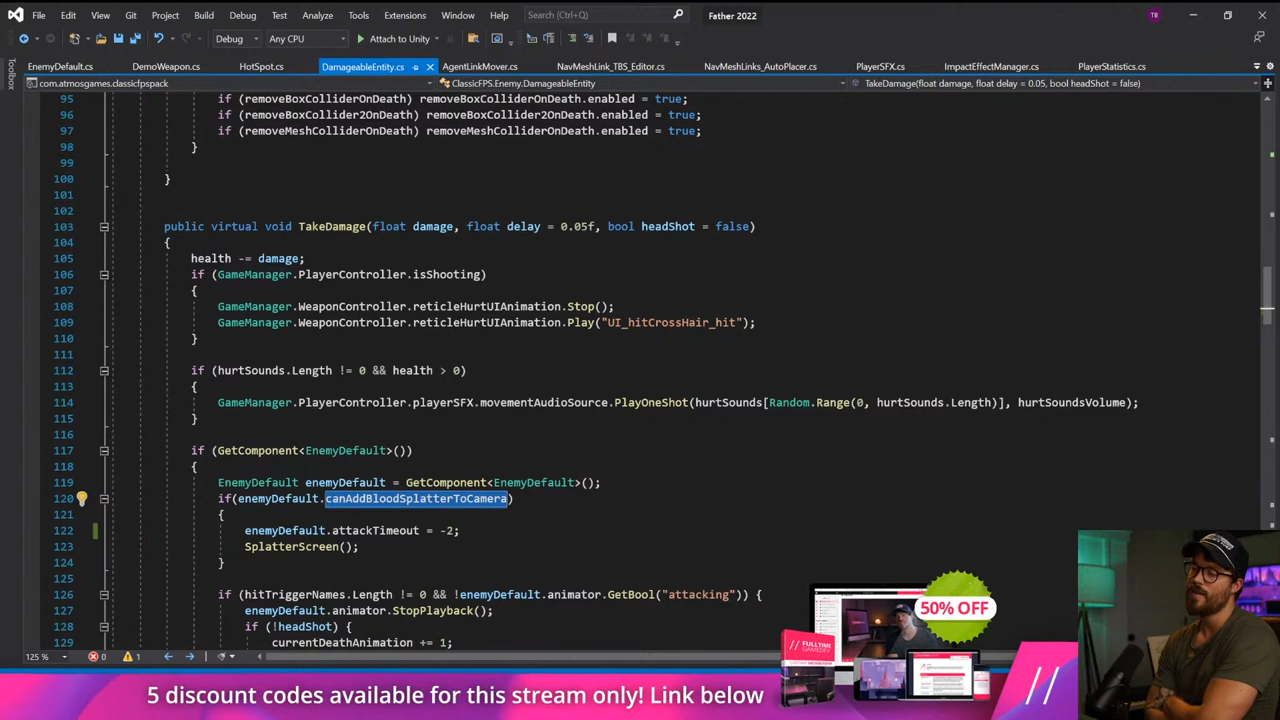 File Edit View Git Project Build Debug Test Analyze Tools Extensions Window Help Search (Ctrl+Q) Father 2022 TB
Debug Any CPU Attach to Unity
Toolbox
EnemyDefault.cs DemoWeapon.cs HotSpot.cs DamageableEntity.cs AgentLinkMover.cs NavMeshLink_TBS_Editor.cs NavMeshLinks_AutoPlacer.cs PlayerSFX.cs ImpactEffectManager.cs PlayerStatistics.cs
com.atmosgames.classicfpspack ClassicFPS.Enemy.DamageableEntity TakeDamage(float damage, float delay = 0.05, bool headShot = false)
95 if (removeBoxColliderOnDeath) removeBoxColliderOnDeath.enabled = true;
96 if (removeBoxCollider2OnDeath) removeBoxCollider2OnDeath.enabled = true;
97 if (removeMeshColliderOnDeath) removeMeshColliderOnDeath.enabled = true;
98 }
99
100 }
101
102
103 public virtual void TakeDamage(float damage, float delay = 0.05f, bool headShot = false)
104 {
105 health -= damage;
106 if (GameManager.PlayerController.isShooting)
107 {
108 GameManager.WeaponController.reticleHurtUIAnimation.Stop();
109 GameManager.WeaponController.reticleHurtUIAnimation.Play("UI_hitCrossHair_hit");
110 }
111
112 if (hurtSounds.Length != 0 && health > 0)
113 {
114 GameManager.PlayerController.playerSFX.movementAudioSource.PlayOneShot(hurtSounds[Random.Range(0, hurtSounds.Length)], hurtSoundsVolume);
115 }
116
117 if (GetComponent<EnemyDefault>())
118 {
119 EnemyDefault enemyDefault = GetComponent<EnemyDefault>();
120 if(enemyDefault.canAddBloodSplatterToCamera)
121 {
122 enemyDefault.attackTimeout = -2;
123 SplatterScreen();
124 }
125
126 if (hitTriggerNames.Length != 0 && !enemyDefault.animator.GetBool("attacking")) {
127 enemyDefault.animator.StopPlayback();
128 if (!headShot) {
129 currentDeathAnimation += 1;
125 % 0 1
50% OFF
// FULLTIME GAMEDEV
//
5 discount codes available for this stream only! Link below